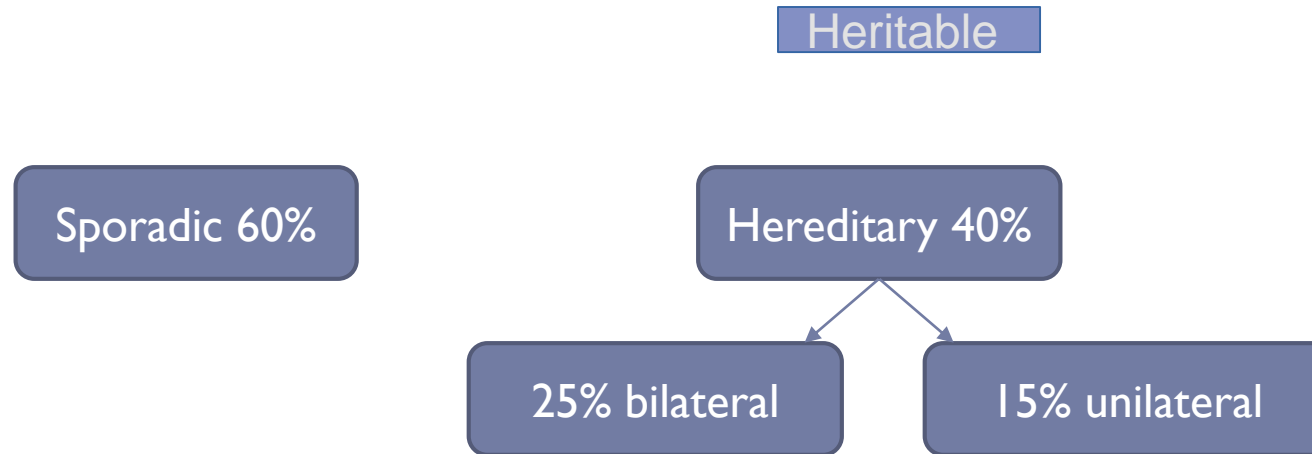 Heritable
Sporadic 60%
Hereditary 40%
25% bilateral
15% unilateral